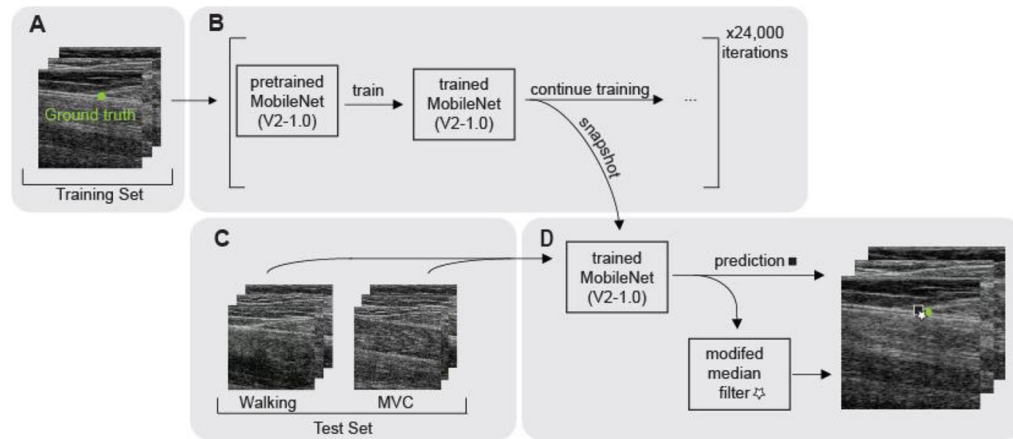 A
Ground truth
Training Set
B
pretrained
MobileNet
(V2-1.0)
train
trained
MobileNet
(V2-1.0)
continue training
...
x24,000
iterations
snapshot
C
Walking
MVC
Test Set
D
trained
MobileNet
(V2-1.0)
prediction
modifed
median
filter